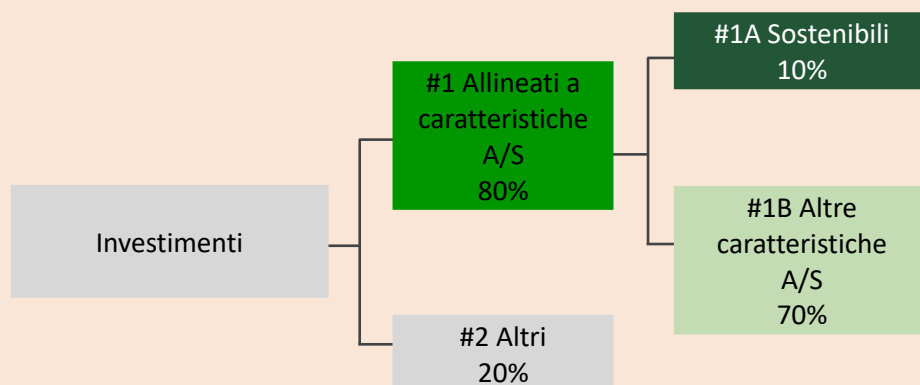 #1A Sostenibili
10%
#1 Allineati a
caratteristiche
A/S
80%
#1B Altre
caratteristiche
A/S
70%
Investimenti
#2 Altri
20%